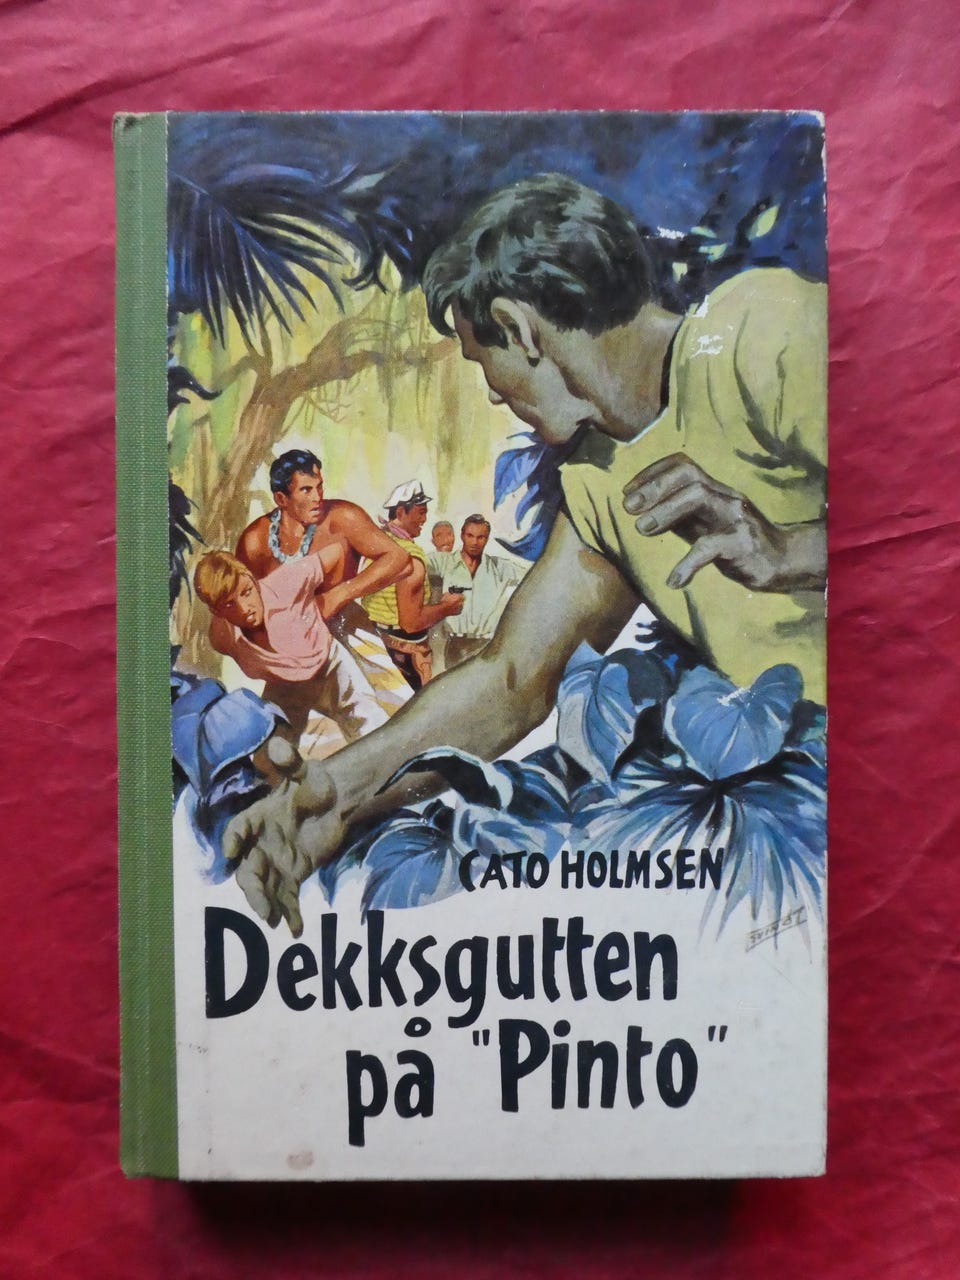 CATO HOLMSEN
Dekksgutten
på "Pinto"